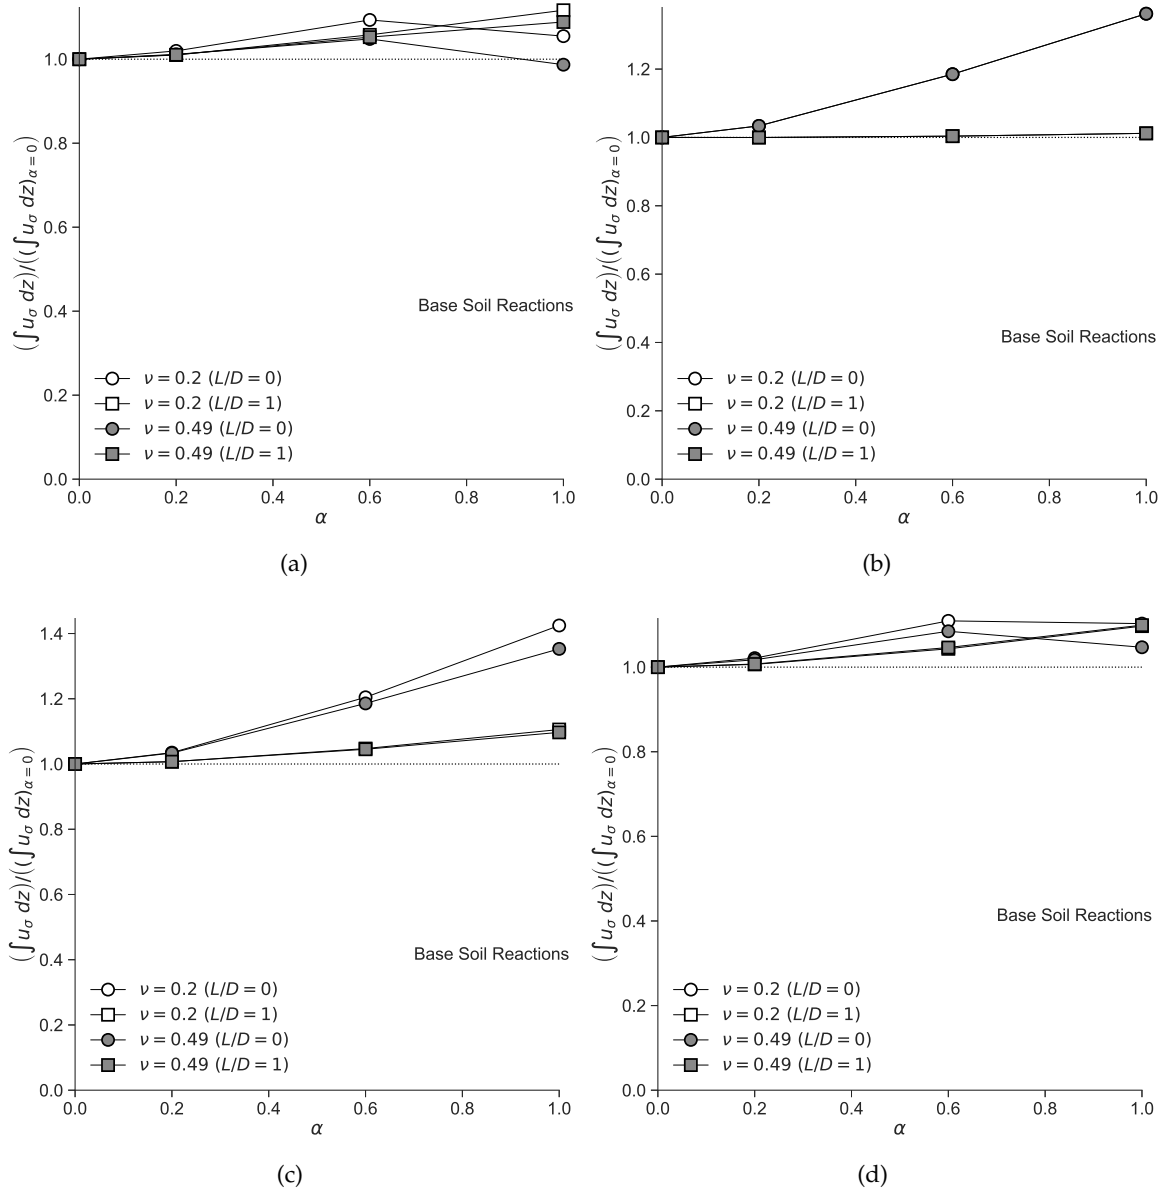 1.0
0.8
0.6
0.4
0.2
0.0
0.0 0.2 0.4 0.6 0.8 1.0
α
(∫u_σ dz)/((∫u_σ dz)_{α=0})
Base Soil Reactions
ν = 0.2 (L/D = 0)
ν = 0.2 (L/D = 1)
ν = 0.49 (L/D = 0)
ν = 0.49 (L/D = 1)
(a)
1.2
1.0
0.8
0.6
0.4
0.2
0.0
0.0 0.2 0.4 0.6 0.8 1.0
α
(∫u_σ dz)/((∫u_σ dz)_{α=0})
Base Soil Reactions
ν = 0.2 (L/D = 0)
ν = 0.2 (L/D = 1)
ν = 0.49 (L/D = 0)
ν = 0.49 (L/D = 1)
(b)
1.4
1.2
1.0
0.8
0.6
0.4
0.2
0.0
0.0 0.2 0.4 0.6 0.8 1.0
α
(∫u_σ dz)/((∫u_σ dz)_{α=0})
Base Soil Reactions
ν = 0.2 (L/D = 0)
ν = 0.2 (L/D = 1)
ν = 0.49 (L/D = 0)
ν = 0.49 (L/D = 1)
(c)
1.0
0.8
0.6
0.4
0.2
0.0
0.0 0.2 0.4 0.6 0.8 1.0
α
(∫u_σ dz)/((∫u_σ dz)_{α=0})
Base Soil Reactions
ν = 0.2 (L/D = 0)
ν = 0.2 (L/D = 1)
ν = 0.49 (L/D = 0)
ν = 0.49 (L/D = 1)
(d)